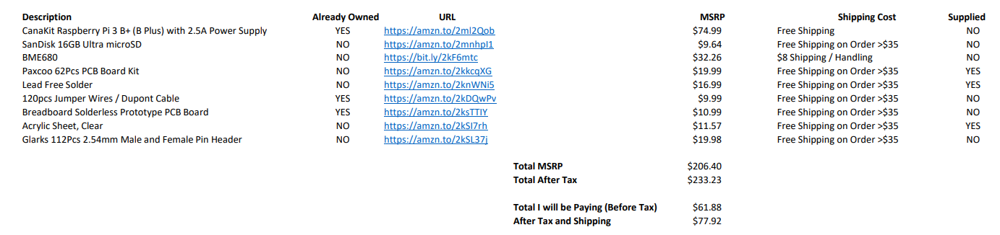 Description Already Owned URL MSRP Shipping Cost Supplied
CanaKit Raspberry Pi 3 B+ (B Plus) with 2.5A Power Supply YES https://amzn.to/2ml2Qob $74.99 Free Shipping NO
SanDisk 16GB Ultra microSD NO https://amzn.to/2mnhpI1 $9.64 Free Shipping on Order >$35 NO
BME680 NO https://bit.ly/2kF6mtc $32.26 $8 Shipping / Handling NO
Paxcoo 62Pcs PCB Board Kit NO https://amzn.to/2kkcqXG $19.99 Free Shipping on Order >$35 YES
Lead Free Solder NO https://amzn.to/2knWNi5 $16.99 Free Shipping on Order >$35 YES
120pcs Jumper Wires / Dupont Cable YES https://amzn.to/2kDQwPv $9.99 Free Shipping on Order >$35 NO
Breadboard Solderless Prototype PCB Board YES https://amzn.to/2ksTTIY $10.99 Free Shipping on Order >$35 NO
Acrylic Sheet, Clear NO https://amzn.to/2kSI7rh $11.57 Free Shipping on Order >$35 YES
Glarks 112Pcs 2.54mm Male and Female Pin Header NO https://amzn.to/2kSL37j $19.98 Free Shipping on Order >$35 NO
Total MSRP $206.40
Total After Tax $233.23
Total I will be Paying (Before Tax) $61.88
After Tax and Shipping $77.92